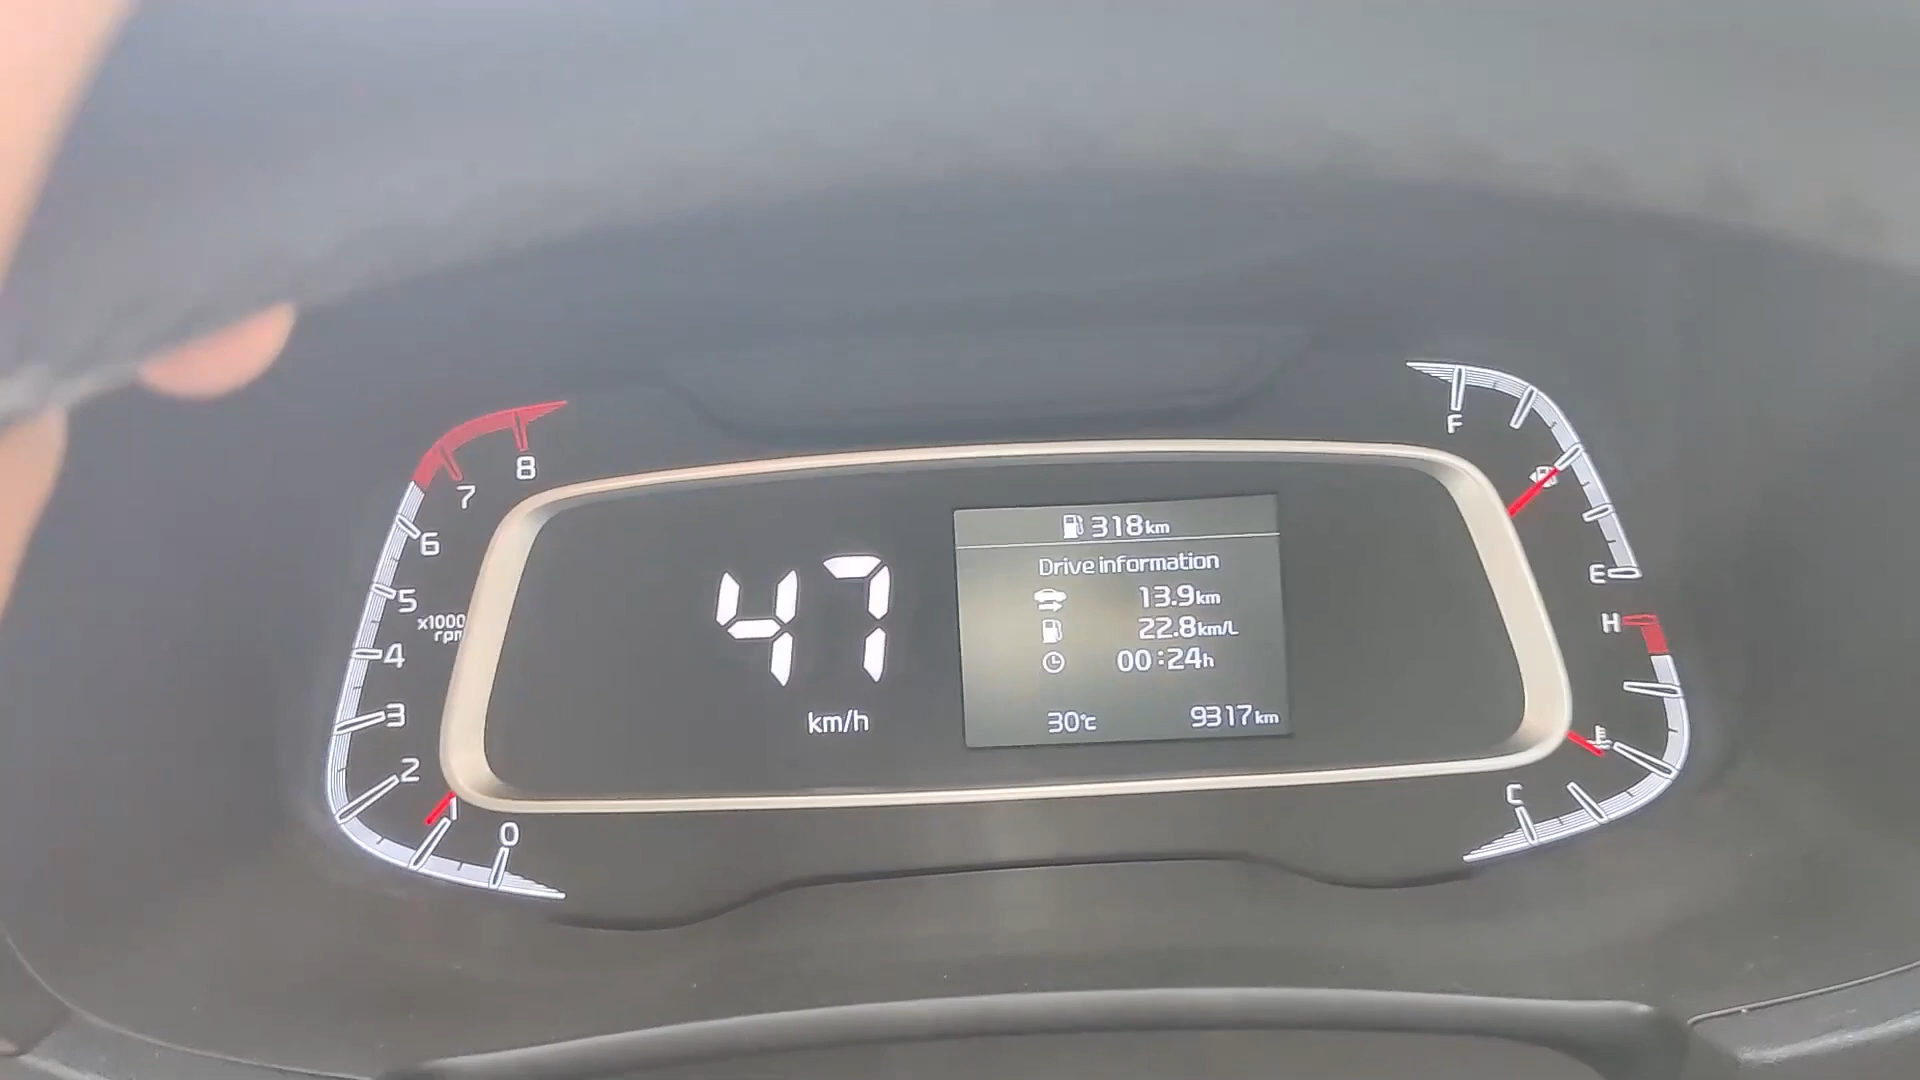 8
7
6
5
x1000
rpm
4
3
2
1
0
47
km/h
318km
Drive information
13.9km
22.8km/L
00:24h
30°C
9317km
F
E
H
C